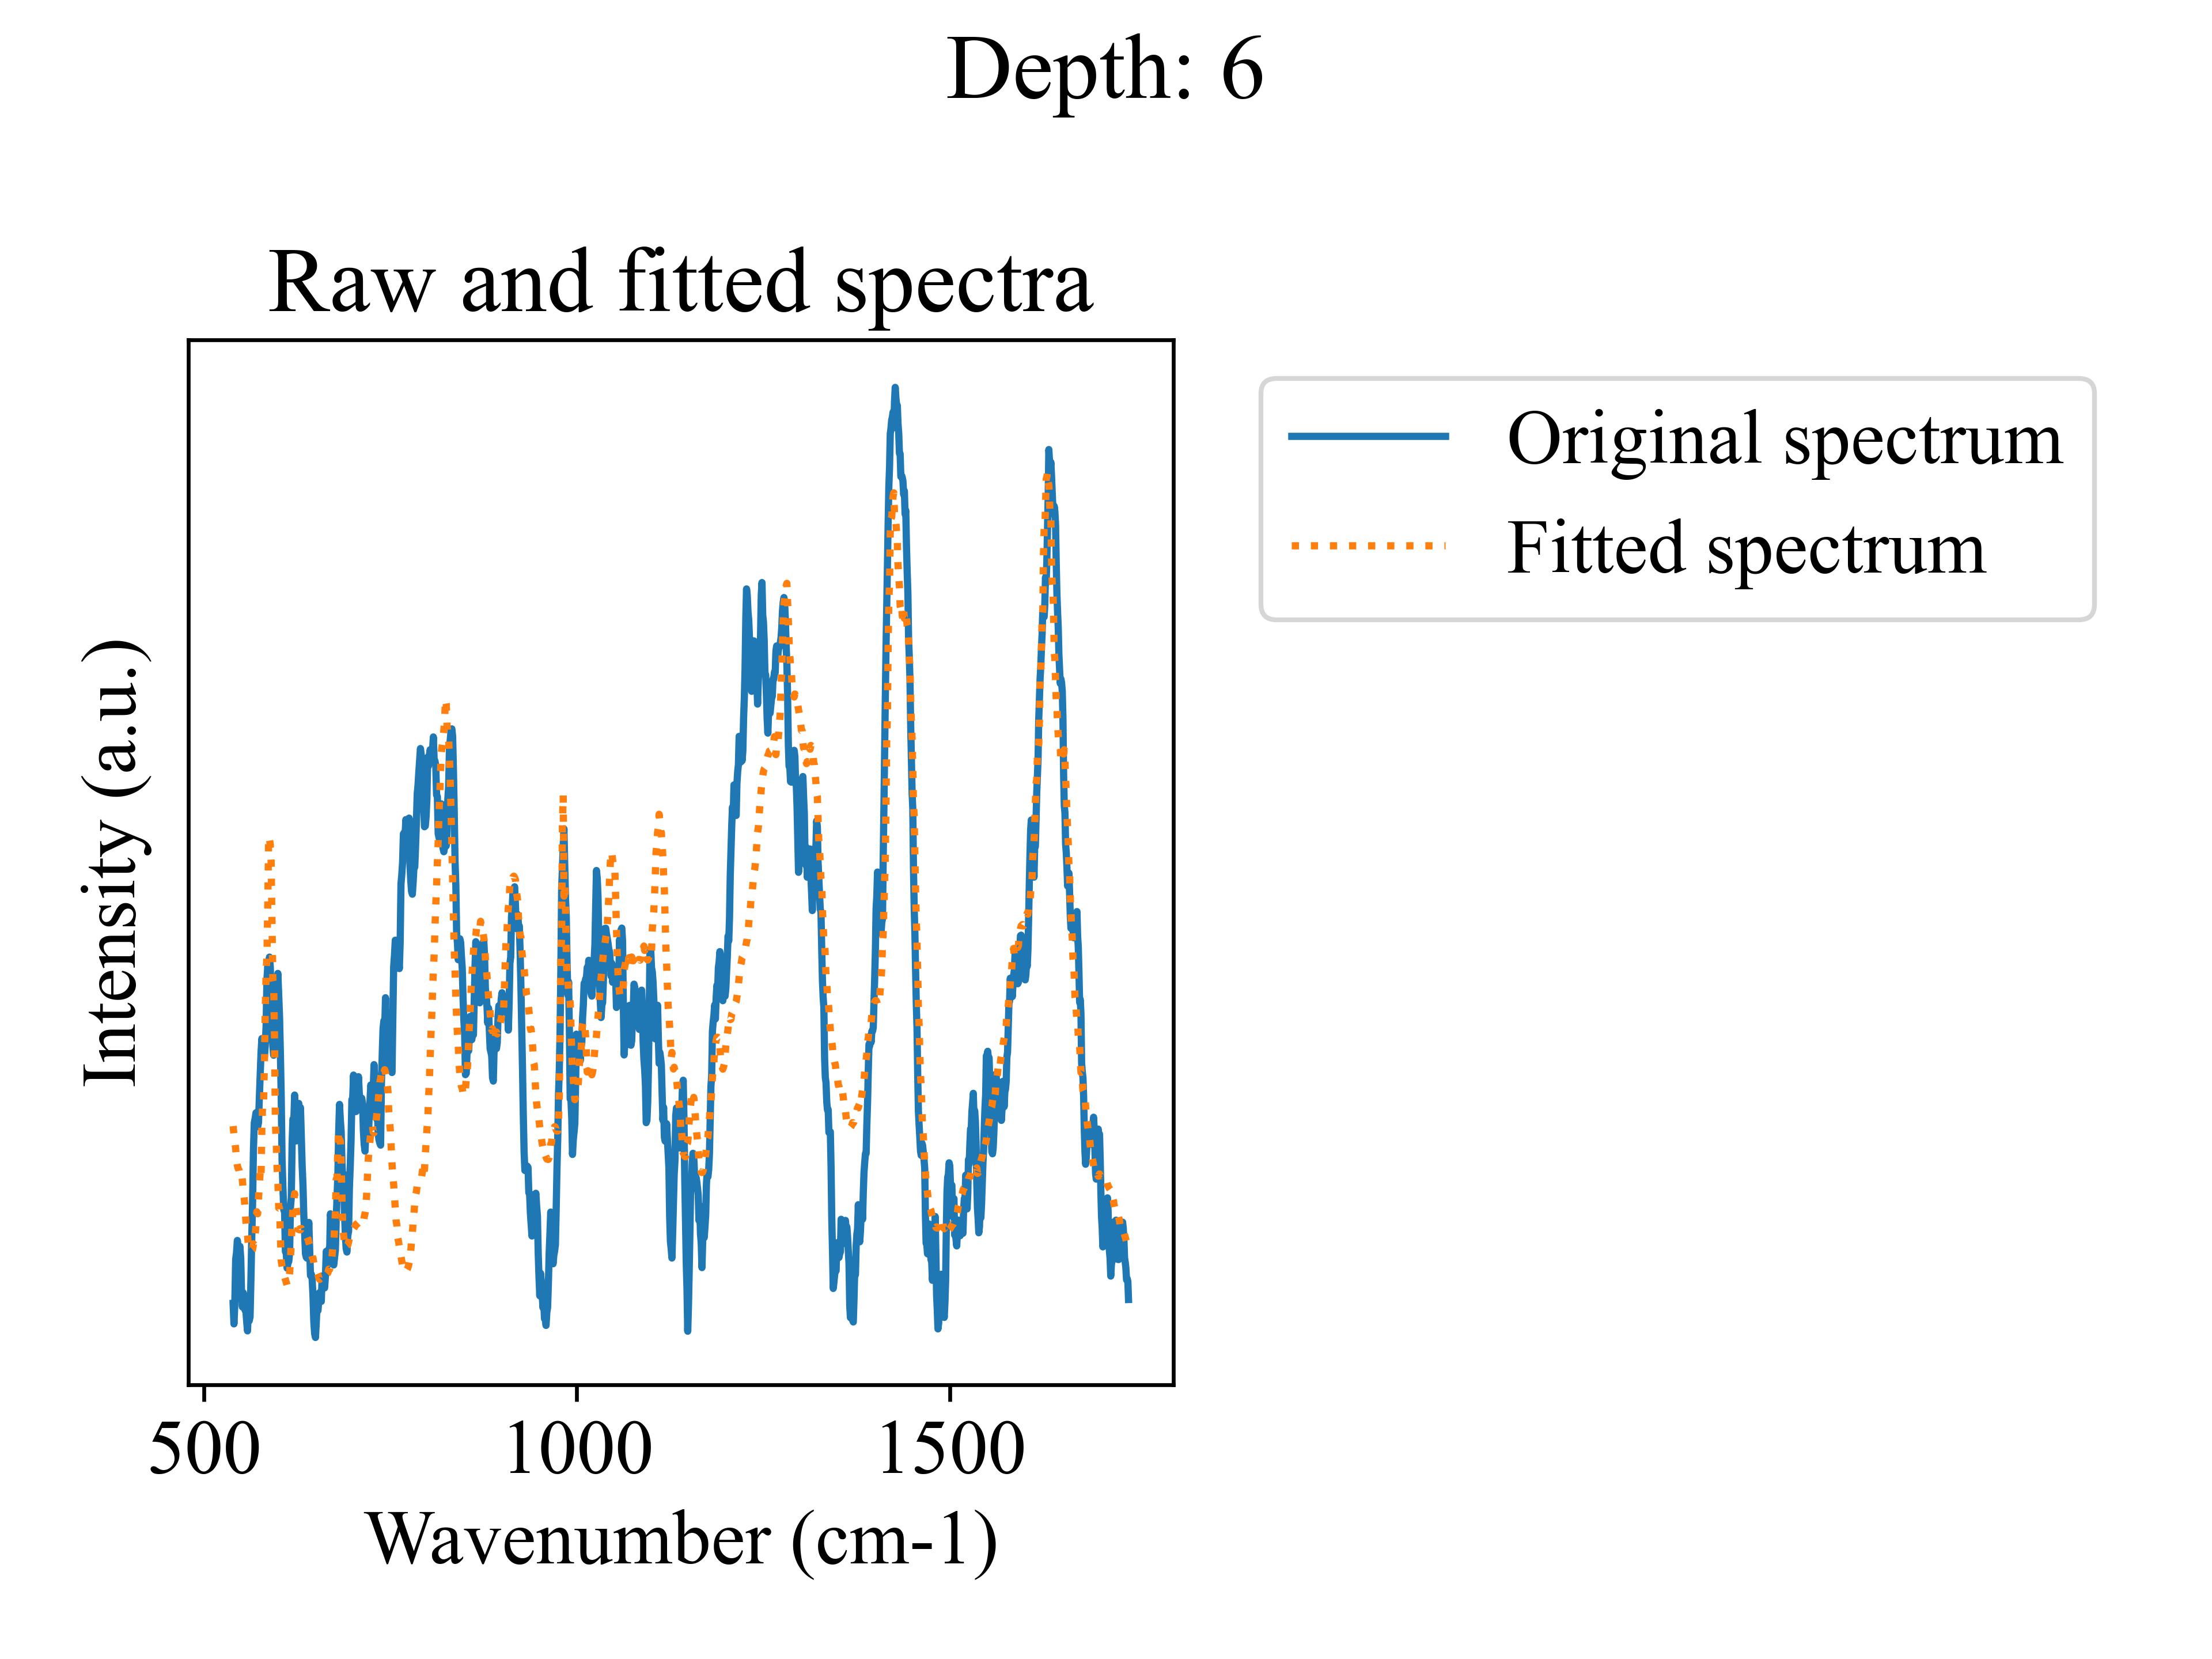 Depth: 6
Raw and fitted spectra
Original spectrum
Fitted spectrum
Intensity (a.u.)
500 1000 1500
Wavenumber (cm-1)